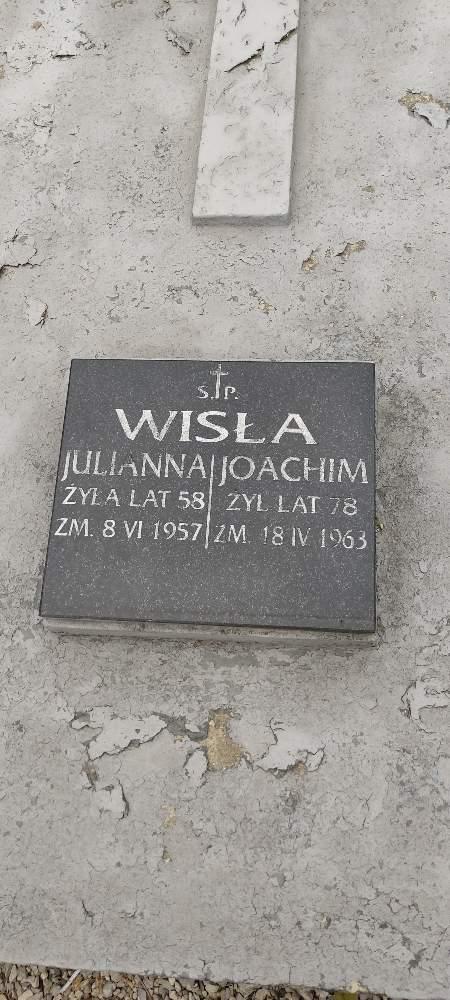 Ś.†P.
WISŁA
JULIANNA JOACHIM
ŻYŁA LAT 58 ŻYŁ LAT 78
ZM. 8 VI 1957 ZM. 18 IV 1963